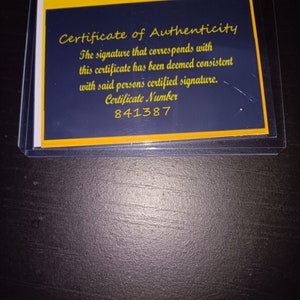 Certificate of Authenticity
The signature that corresponds with
this certificate has been deemed consistent
with said persons certified signature.
Certificate Number
841387